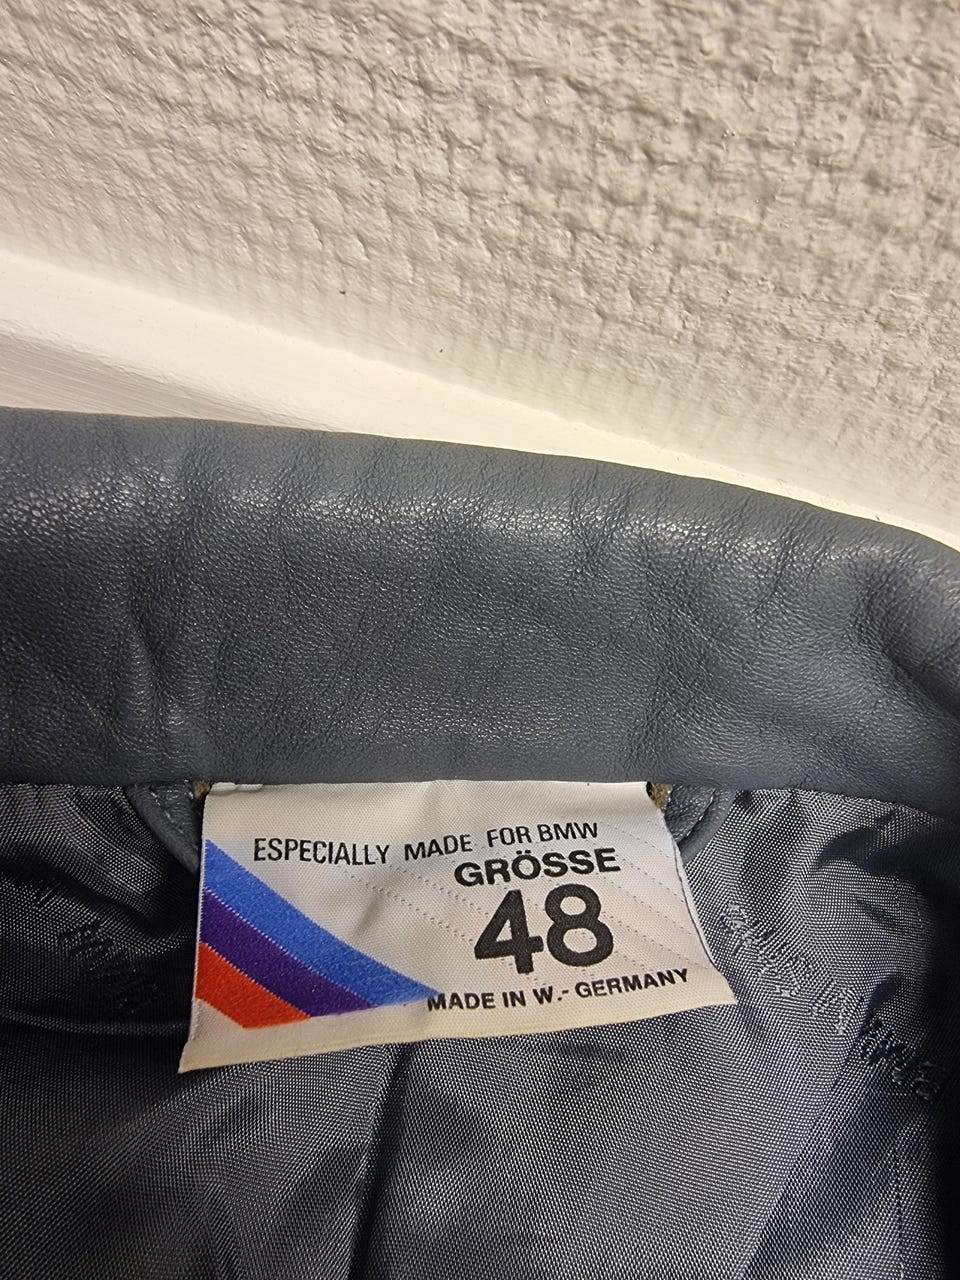 ESPECIALLY MADE FOR BMW
GRÖSSE
48
MADE IN W.- GERMANY